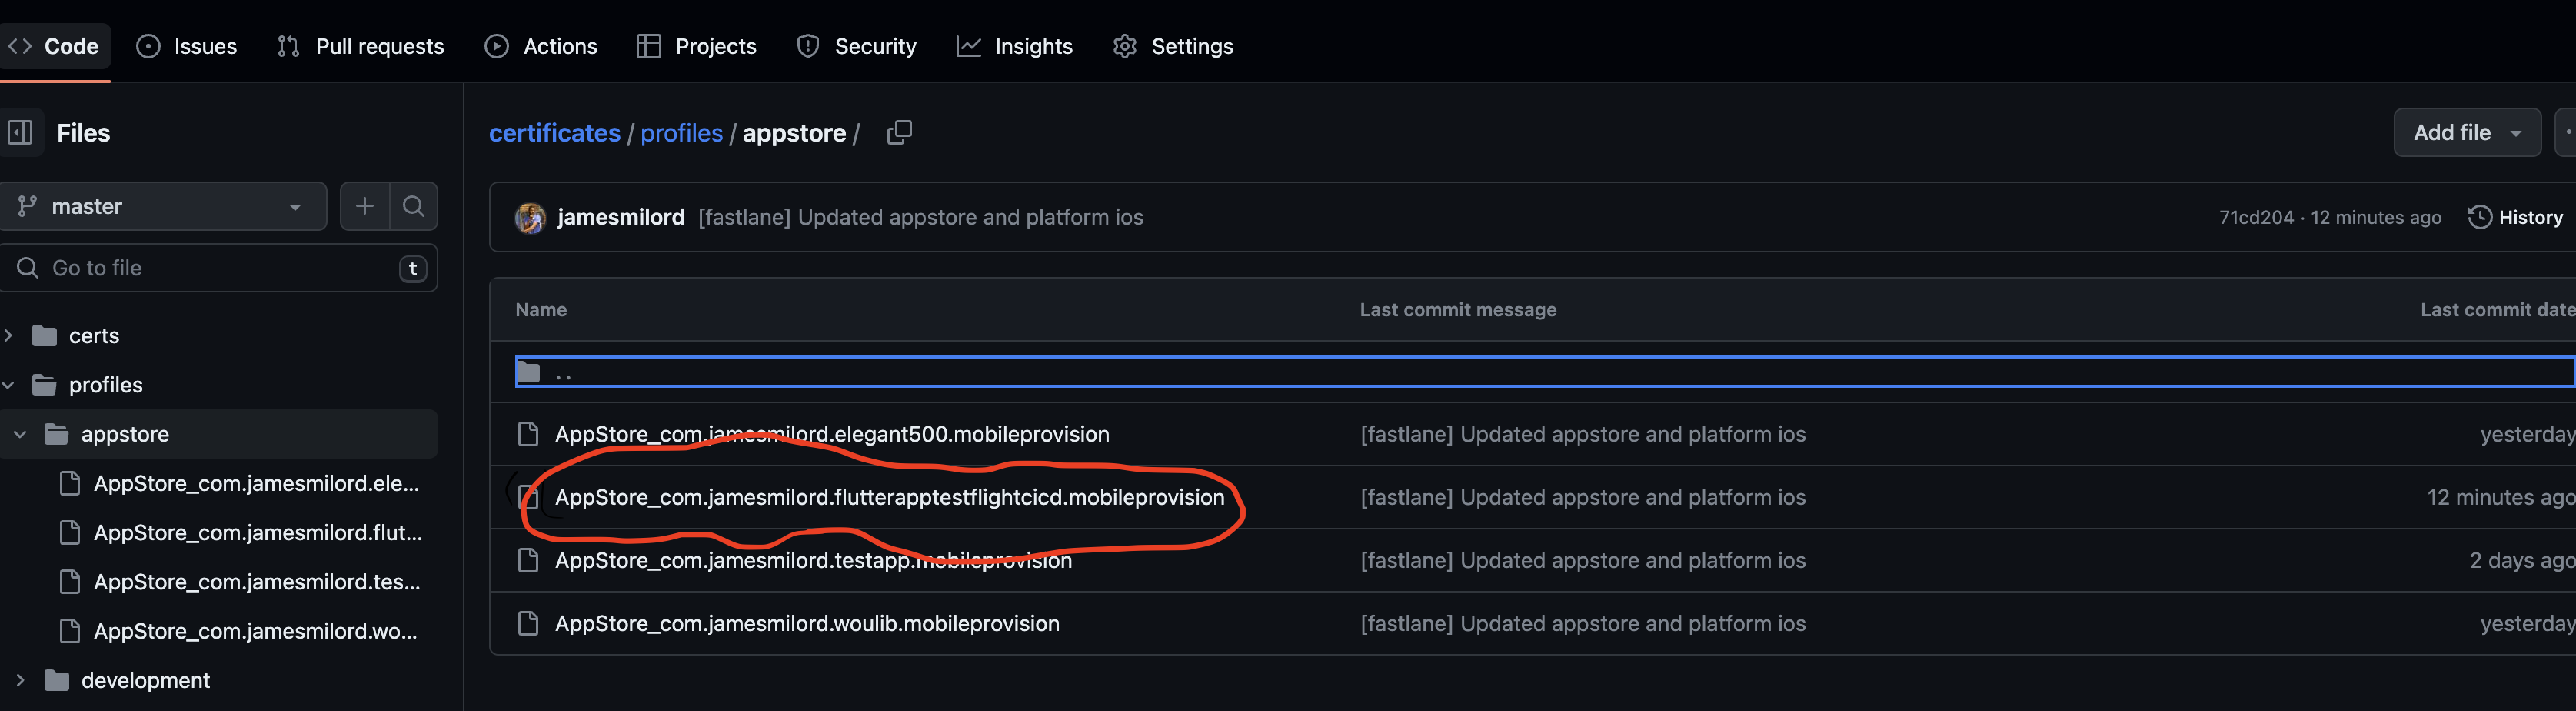 Code Issues Pull requests Actions Projects Security Insights Settings
Files
master
Go to file t
certs
profiles
appstore
AppStore_com.jamesmilord.ele...
AppStore_com.jamesmilord.flut...
AppStore_com.jamesmilord.tes...
AppStore_com.jamesmilord.wo...
development
certificates / profiles / appstore /
Add file
jamesmilord [fastlane] Updated appstore and platform ios 71cd204 · 12 minutes ago History
Name Last commit message Last commit date
..
AppStore_com.jamesmilord.elegant500.mobileprovision [fastlane] Updated appstore and platform ios yesterday
AppStore_com.jamesmilord.flutterapptestflightcicd.mobileprovision [fastlane] Updated appstore and platform ios 12 minutes ago
AppStore_com.jamesmilord.testapp.mobileprovision [fastlane] Updated appstore and platform ios 2 days ago
AppStore_com.jamesmilord.woulib.mobileprovision [fastlane] Updated appstore and platform ios yesterday